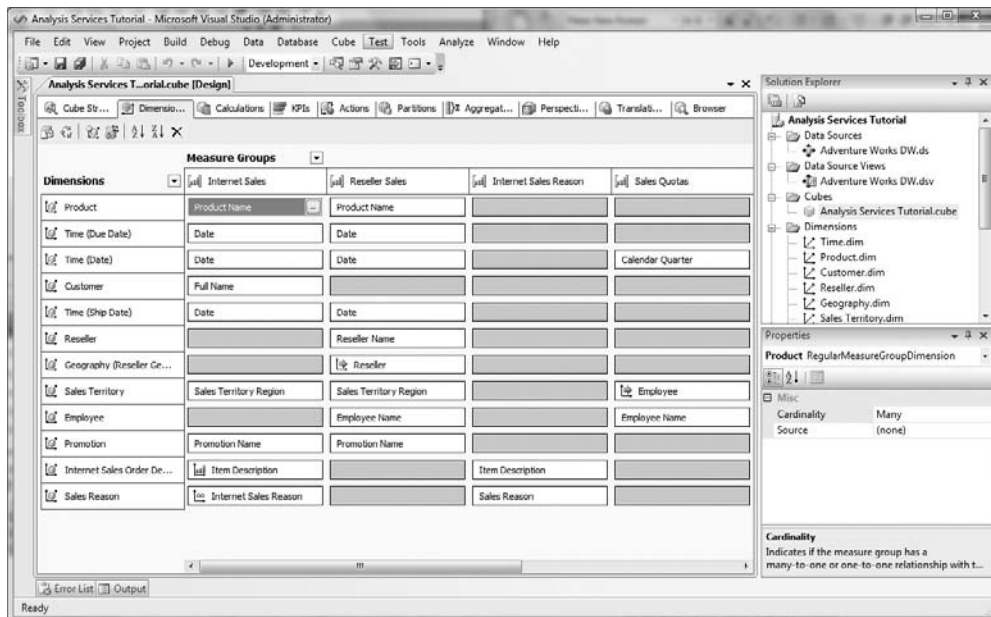 Analysis Services Tutorial - Microsoft Visual Studio (Administrator)
File Edit View Project Build Debug Data Database Cube Test Tools Analyze Window Help
Development
Toolbox
Analysis Services T...orial.cube [Design]
Cube Str... Dimensio... Calculations KPIs Actions Partitions Aggregat... Perspecti... Translati... Browser
Measure Groups
Dimensions Internet Sales Reseller Sales Internet Sales Reason Sales Quotas
Product Product Name ... Product Name
Time (Due Date) Date Date
Time (Date) Date Date Calendar Quarter
Customer Full Name
Time (Ship Date) Date Date
Reseller Reseller Name
Geography (Reseller Ge... Reseller
Sales Territory Sales Territory Region Sales Territory Region Employee
Employee Employee Name Employee Name
Promotion Promotion Name Promotion Name
Internet Sales Order De... Item Description Item Description
Sales Reason Internet Sales Reason Sales Reason
Solution Explorer
Analysis Services Tutorial
Data Sources
Adventure Works DW.ds
Data Source Views
Adventure Works DW.dsv
Cubes
Analysis Services Tutorial.cube
Dimensions
Time.dim
Product.dim
Customer.dim
Reseller.dim
Geography.dim
Sales Territory.dim
Properties
Product RegularMeasureGroupDimension
Misc
Cardinality Many
Source (none)
Cardinality
Indicates if the measure group has a
many-to-one or one-to-one relationship with t...
Error List Output
Ready